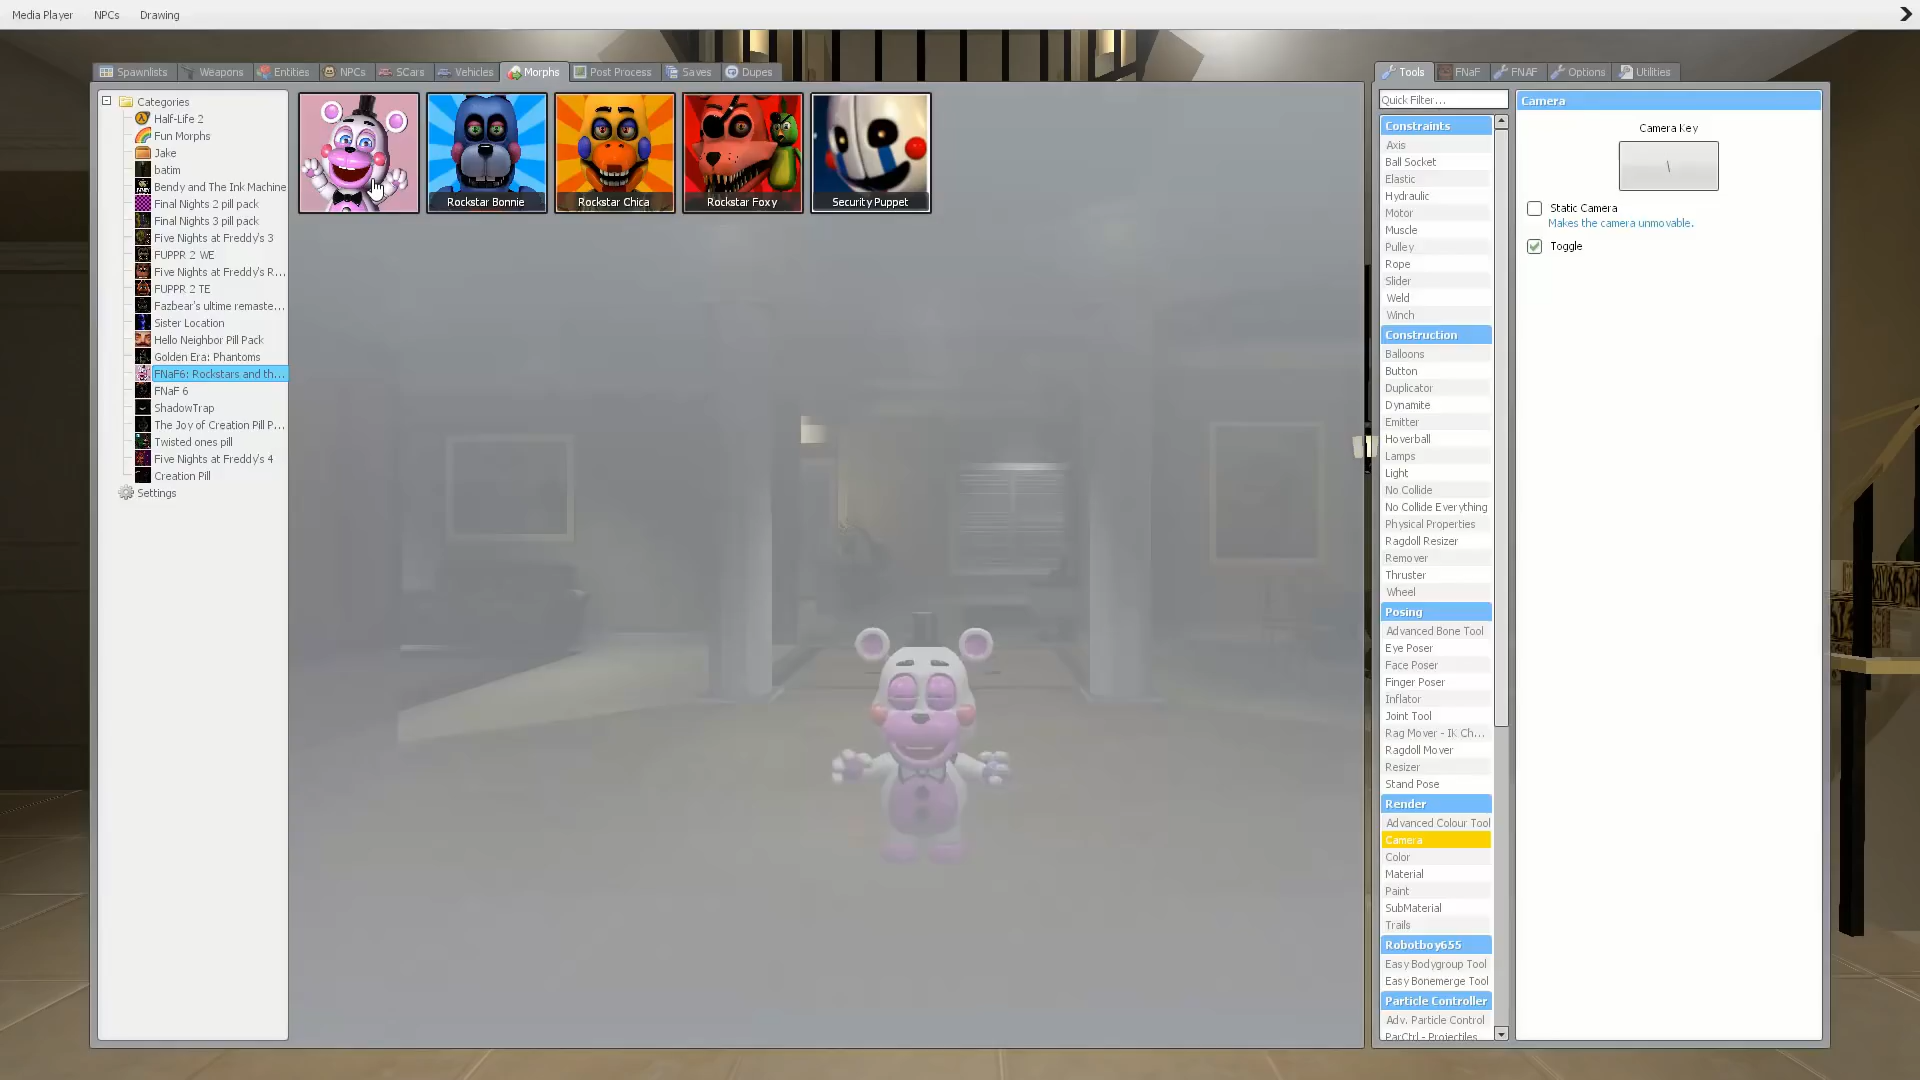 Media Player
NPCs
Drawing
Spawnlists
Weapons
Entities
NPCs
SCars
Vehicles
Morphs
Post Process
Saves
Dupes
Categories
Half-Life 2
Fun Morphs
Jake
batim
Bendy and The Ink Machine
Final Nights 2 pill pack
Final Nights 3 pill pack
Five Nights at Freddy's 3
FUPPR 2 WE
Five Nights at Freddy's R...
FUPPR 2 TE
Fazbear's ultime remaste...
Sister Location
Hello Neighbor Pill Pack
Golden Era: Phantoms
FNaF6: Rockstars and th...
FNaF 6
ShadowTrap
The Joy of Creation Pill P...
Twisted ones pill
Five Nights at Freddy's 4
Creation Pill
Settings
Rockstar Bonnie
Rockstar Chica
Rockstar Foxy
Security Puppet
Tools
FNaF
FNAF
Options
Utilities
Quick Filter...
Constraints
Axis
Ball Socket
Elastic
Hydraulic
Motor
Muscle
Pulley
Rope
Slider
Weld
Winch
Construction
Balloons
Button
Duplicator
Dynamite
Emitter
Hoverball
Lamps
Light
No Collide
No Collide Everything
Physical Properties
Ragdoll Resizer
Remover
Thruster
Wheel
Posing
Advanced Bone Tool
Eye Poser
Face Poser
Finger Poser
Inflator
Joint Tool
Rag Mover - Ik Ch...
Ragdoll Mover
Resizer
Stand Pose
Render
Advanced Colour Tool
Camera
Color
Material
Paint
SubMaterial
Trails
Robotboy655
Easy Bodygroup Tool
Easy Bonemerge Tool
Particle Controller
Adv. Particle Control
ParCtrl - Projectiles
Camera
Camera Key
\
Static Camera
Makes the camera unmovable.
Toggle